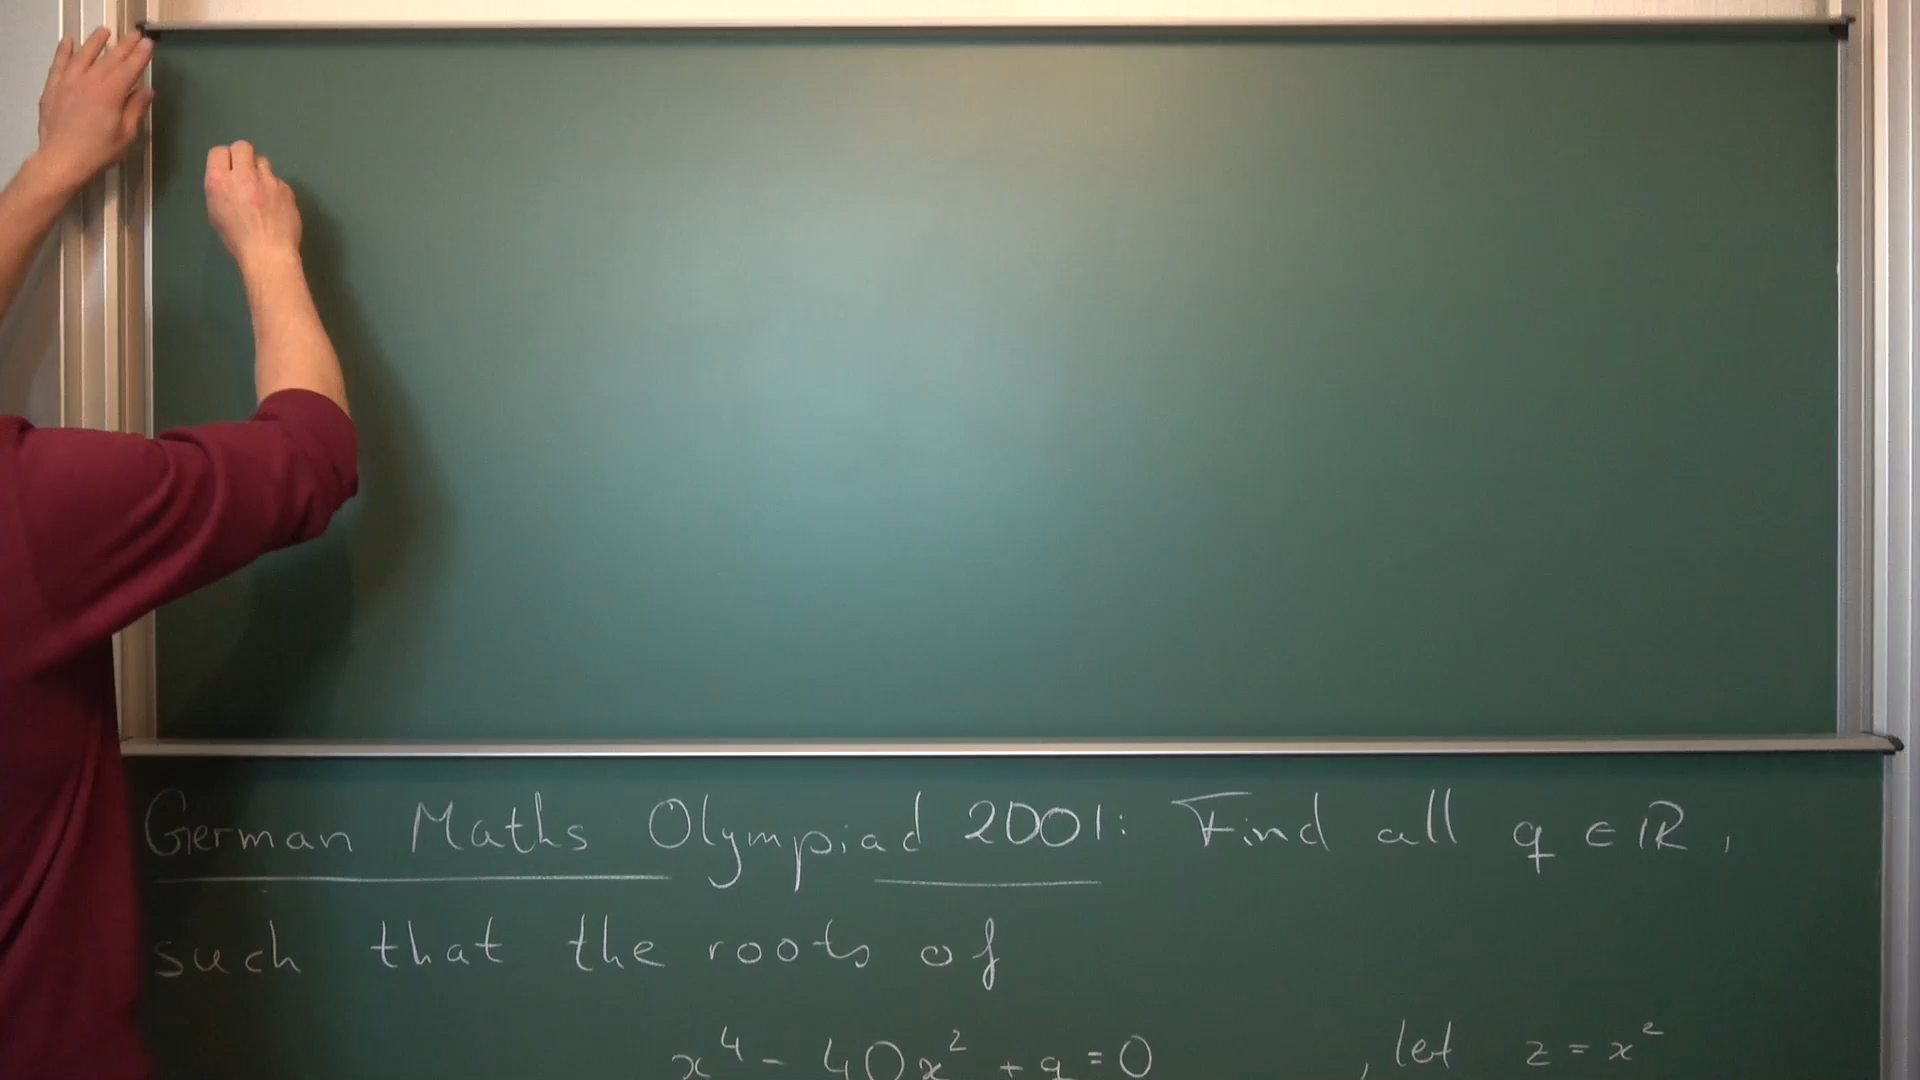 German Maths Olympiad 2001: Find all q ∈ ℝ,
such that the roots of
x⁴ - 40x² + q = 0 , let z = x²